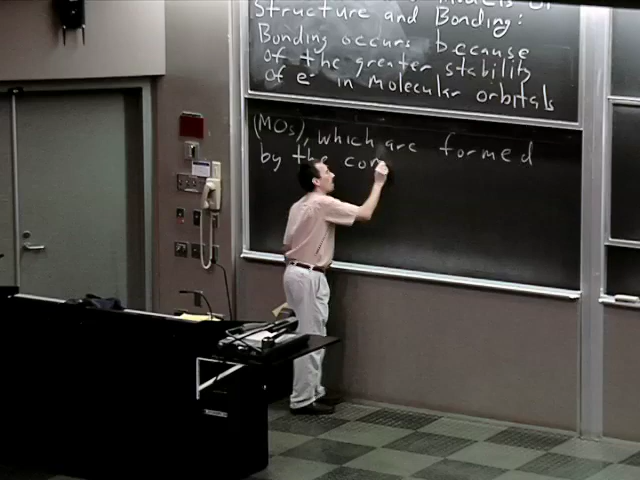 Structure and Bonding:
Bonding occurs because
of the greater stability
of e- in molecular orbitals
(MOs), which are formed
by the com